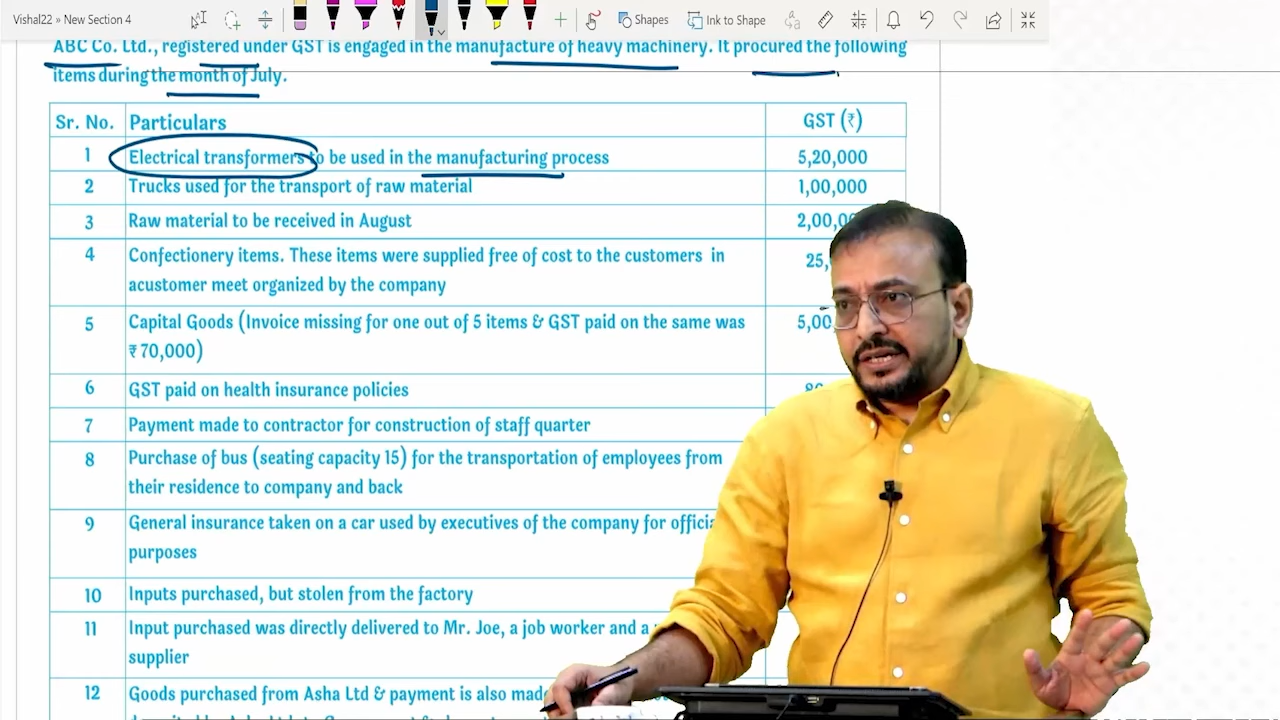 Vishal22 » New Section 4
Shapes
Ink to Shape
ABC Co. Ltd., registered under GST is engaged in the manufacture of heavy machinery. It procured the following
items during the month of July.
Sr. No. Particulars GST (₹)
1 Electrical transformers to be used in the manufacturing process 5,20,000
2 Trucks used for the transport of raw material 1,00,000
3 Raw material to be received in August
4 Confectionery items. These items were supplied free of cost to the customers in
acustomer meet organized by the company
5 Capital Goods (Invoice missing for one out of 5 items & GST paid on the same was
₹ 70,000)
6 GST paid on health insurance policies
7 Payment made to contractor for construction of staff quarter
8 Purchase of bus (seating capacity 15) for the transportation of employees from
their residence to company and back
9 General insurance taken on a car used by executives of the company for
purposes
10 Inputs purchased, but stolen from the factory
11 Input purchased was directly delivered to Mr. Joe, a job worker and a
supplier
12 Goods purchased from Asha Ltd & payment is also